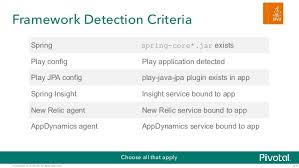 Framework Detection Criteria
Spring spring-core*.jar exists
Play config Play application detected
Play JPA config play-java-jpa plugin exists in app
Spring Insight Insight service bound to app
New Relic agent New Relic service bound to app
AppDynamics agent AppDynamics service bound to app
Choose all that apply
Pivotal